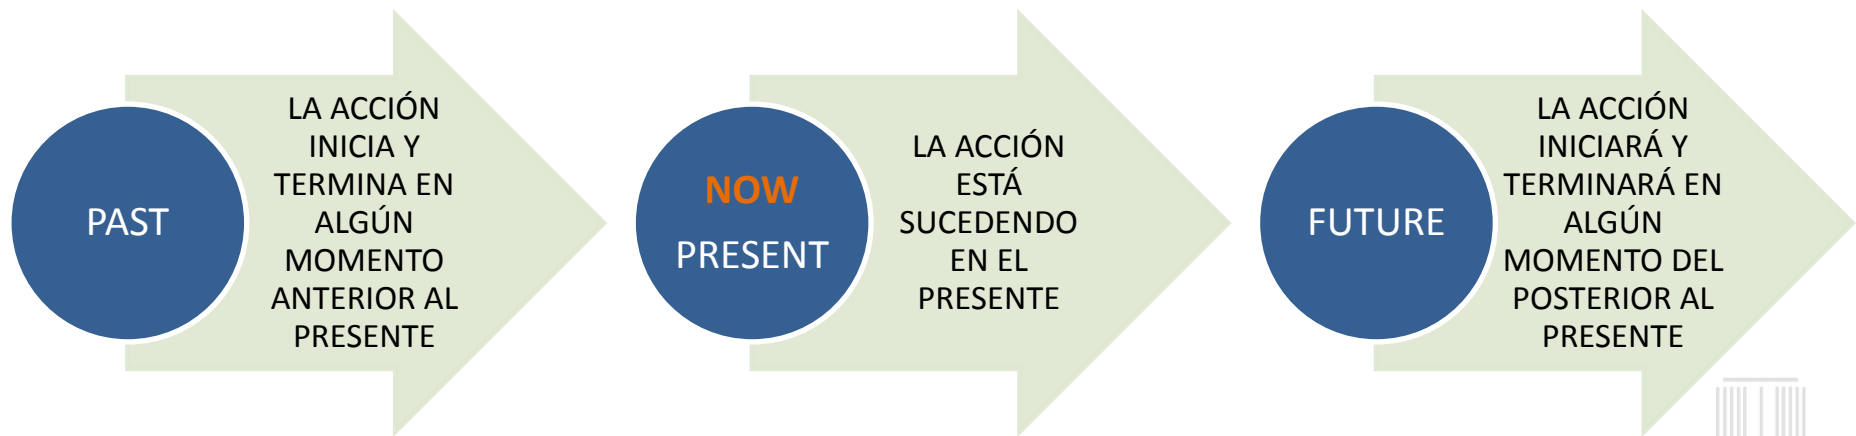 PAST
LA ACCIÓN
INICIA Y
TERMINA EN
ALGÚN
MOMENTO
ANTERIOR AL
PRESENTE
NOW
PRESENT
LA ACCIÓN
ESTÁ
SUCEDENDO
EN EL
PRESENTE
FUTURE
LA ACCIÓN
INICIARÁ Y
TERMINARÁ EN
ALGÚN
MOMENTO DEL
POSTERIOR AL
PRESENTE